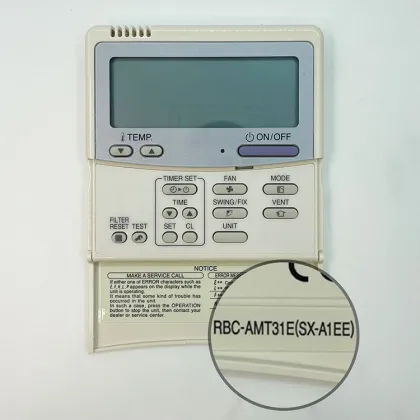 TEMP.
ON/OFF
TIMER SET
FAN
MODE
TIME
SWING/FIX
VENT
FILTER
RESET TEST
SET CL
UNIT
NOTICE
MAKE A SERVICE CALL
If either one of ERROR characters such as
E, F, H, L, P appears on the display while the
unit is operating.
It means that some kind of trouble has
occurred in the unit.
In such a case, press the OPERATION
button to stop the unit, then contact your
dealer or service center.
ERROR
RBC-AMT31E(SX-A1EE)